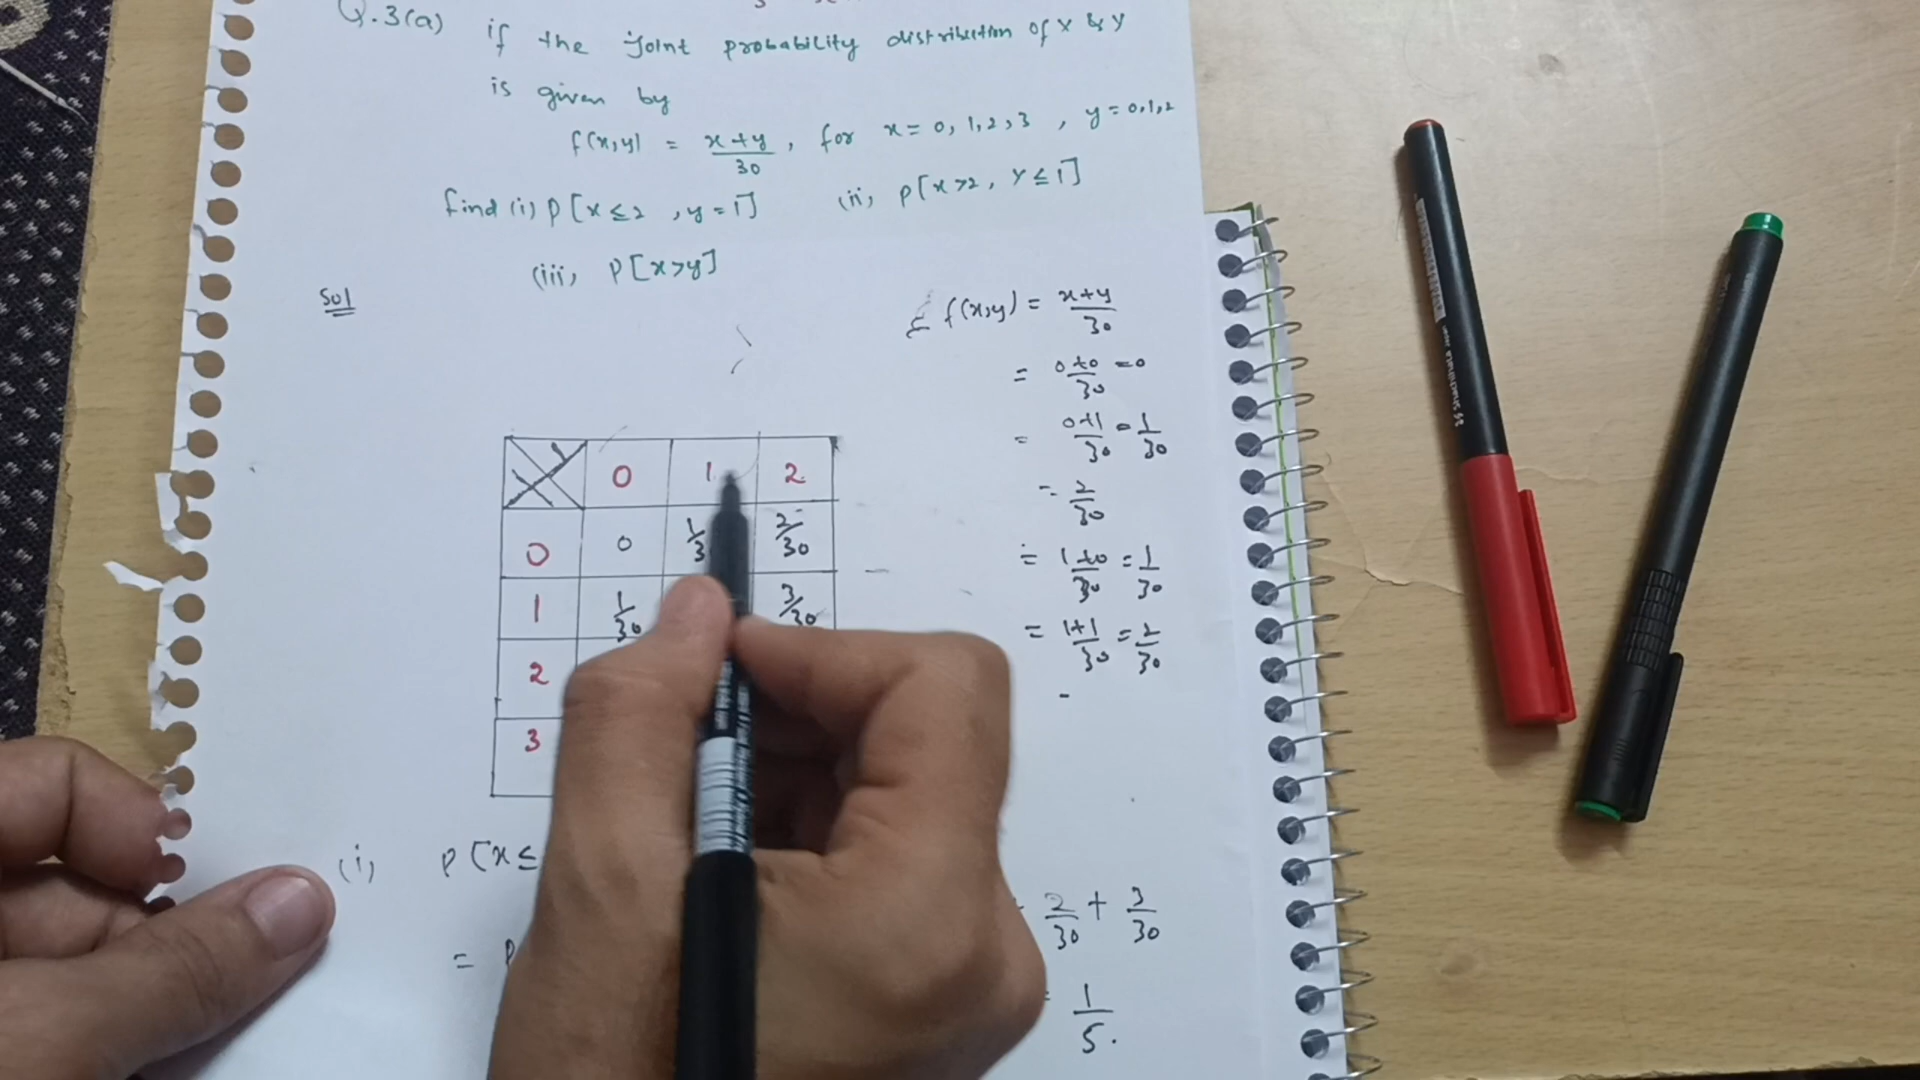 Q.3(a) if the joint probability distribution of X & Y
is given by
f(x,y) = x+y/30, for x = 0, 1, 2, 3 , y = 0,1,2
find (i) P[x ≤ 2 , y = 1] (ii) P[x >2, Y ≤ 1]
(iii) P[x>y]
Sol
Σ f(x,y) = x+y/30
= 0+0/30 = 0
= 0+1/30 = 1/30
= 2/30
= 1+0/30 = 1/30
= 1+1/30 = 2/30
-
X Y 0 1 2
0 0 2/30
1 1/30 3/30
2
3
(i) P[x ≤ 2/30 + 3/30
= P = 1/5.